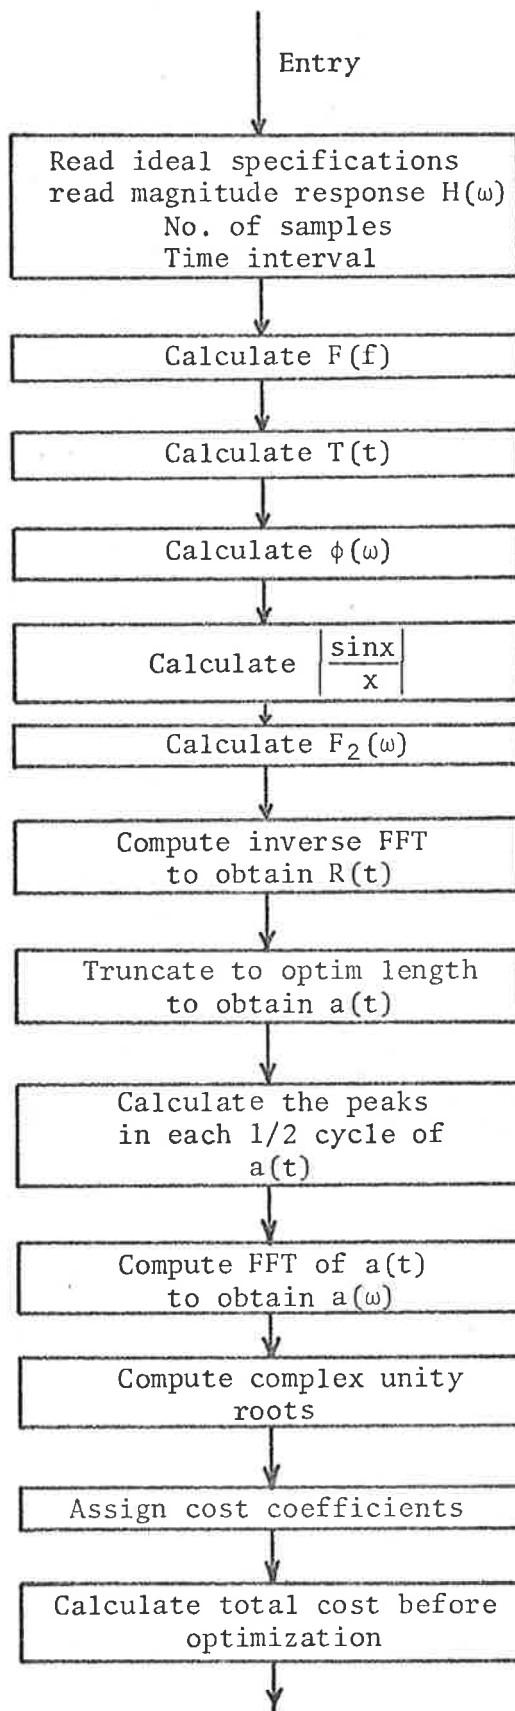 Entry
Read ideal specifications
read magnitude response H(ω)
No. of samples
Time interval
Calculate F(f)
Calculate T(t)
Calculate ϕ(ω)
Calculate |sinx/x|
Calculate F₂(ω)
Compute inverse FFT
to obtain R(t)
Truncate to optim length
to obtain a(t)
Calculate the peaks
in each 1/2 cycle of
a(t)
Compute FFT of a(t)
to obtain a(ω)
Compute complex unity
roots
Assign cost coefficients
Calculate total cost before
optimization